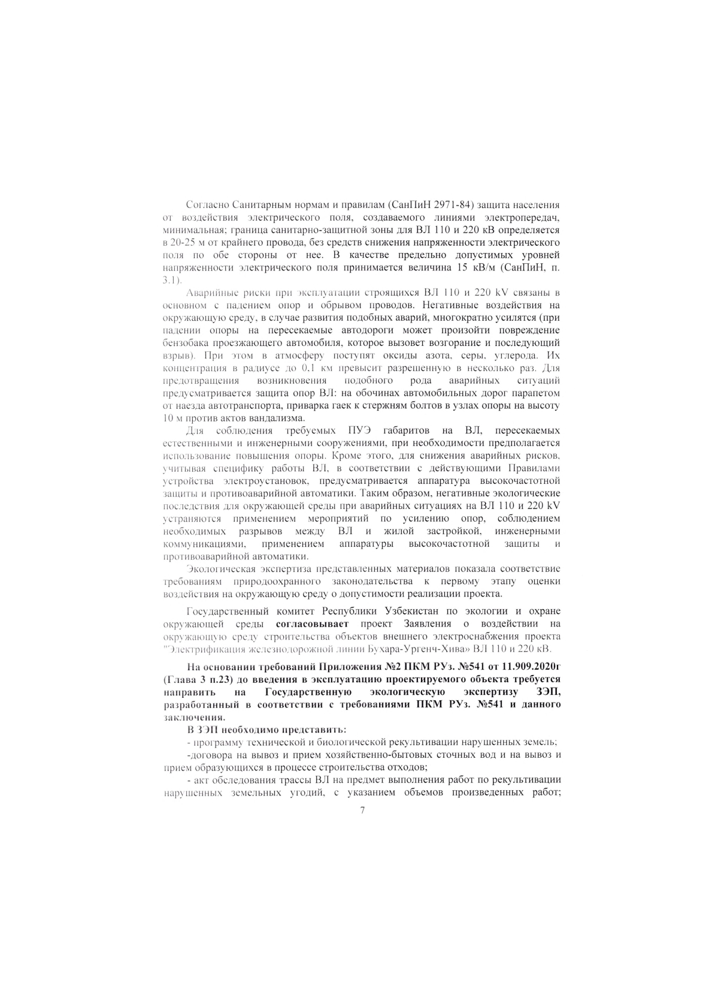 Согласно Санитарным нормам и правилам (СанПиН 2971-84) защита населения
от воздействия электрического поля, создаваемого линиями электропередач,
минимальная; граница санитарно-защитной зоны для ВЛ 110 и 220 кВ определяется
в 20-25 м от крайнего провода, без средств снижения напряженности электрического
поля по обе стороны от нее. В качестве предельно допустимых уровней
напряженности электрического поля принимается величина 15 кВ/м (СанПиН, п.
3.1).
Аварийные риски при эксплуатации строящихся ВЛ 110 и 220 kV связаны в
основном с падением опор и обрывом проводов. Негативные воздействия на
окружающую среду, в случае развития подобных аварий, многократно усилятся (при
падении опоры на пересекаемые автодороги может произойти повреждение
бензобака проезжающего автомобиля, которое вызовет возгорание и последующий
взрыв). При этом в атмосферу поступят оксиды азота, серы, углерода. Их
концентрация в радиусе до 0,1 км превысит разрешенную в несколько раз. Для
предотвращения возникновения подобного рода аварийных ситуаций
предусматривается защита опор ВЛ: на обочинах автомобильных дорог парапетом
от наезда автотранспорта, приварка гаек к стержням болтов в узлах опоры на высоту
10 м против актов вандализма.
Для соблюдения требуемых ПУЭ габаритов на ВЛ, пересекаемых
естественными и инженерными сооружениями, при необходимости предполагается
использование повышения опоры. Кроме этого, для снижения аварийных рисков,
учитывая специфику работы ВЛ, в соответствии с действующими Правилами
устройства электроустановок, предусматривается аппаратура высокочастотной
защиты и противоаварийной автоматики. Таким образом, негативные экологические
последствия для окружающей среды при аварийных ситуациях на ВЛ 110 и 220 kV
устраняются применением мероприятий по усилению опор, соблюдением
необходимых разрывов между ВЛ и жилой застройкой, инженерными
коммуникациями, применением аппаратуры высокочастотной защиты и
противоаварийной автоматики.
Экологическая экспертиза представленных материалов показала соответствие
требованиям природоохранного законодательства к первому этапу оценки
воздействия на окружающую среду о допустимости реализации проекта.
Государственный комитет Республики Узбекистан по экологии и охране
окружающей среды согласовывает проект Заявления о воздействии на
окружающую среду строительства объектов внешнего электроснабжения проекта
"Электрификация железнодорожной линии Бухара-Ургенч-Хива» ВЛ 110 и 220 кВ.
На основании требований Приложения №2 ПКМ РУз. №541 от 11.909.2020г
(Глава 3 п.23) до введения в эксплуатацию проектируемого объекта требуется
направить на Государственную экологическую экспертизу ЗЭП,
разработанный в соответствии с требованиями ПКМ РУз. №541 и данного
заключения.
В ЗЭП необходимо представить:
- программу технической и биологической рекультивации нарушенных земель;
-договора на вывоз и прием хозяйственно-бытовых сточных вод и на вывоз и
прием образующихся в процессе строительства отходов;
- акт обследования трассы ВЛ на предмет выполнения работ по рекультивации
нарушенных земельных угодий, с указанием объемов произведенных работ;
7